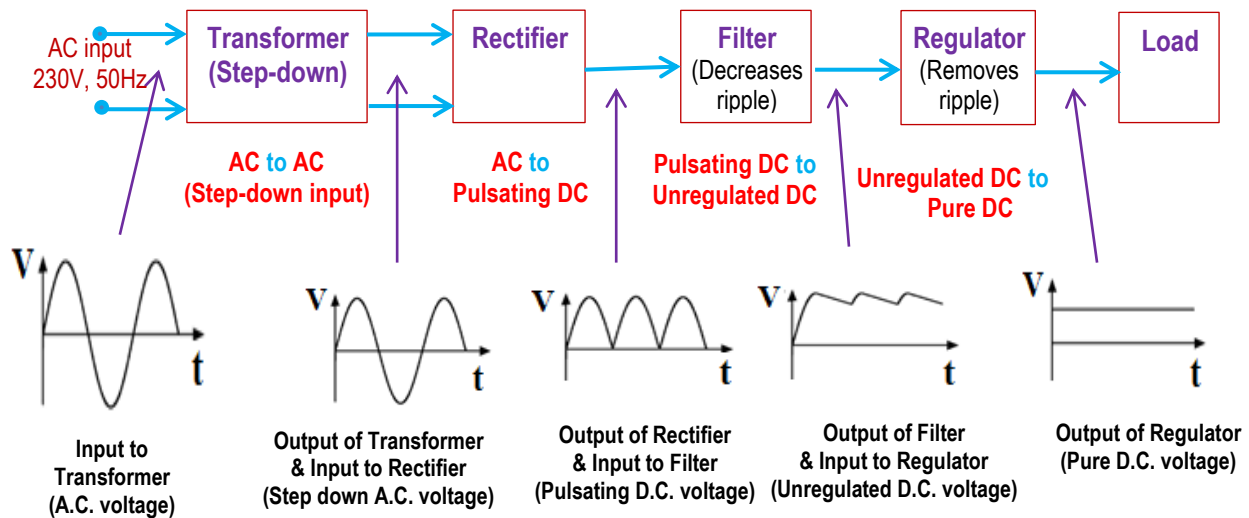 AC input
230V, 50Hz
Transformer
(Step-down)
Rectifier
Filter
(Decreases
ripple)
Regulator
(Removes
ripple)
Load
AC to AC
(Step-down input)
AC to
Pulsating DC
Pulsating DC to
Unregulated DC
Unregulated DC to
Pure DC
V
t
V
t
V
t
V
t
V
t
Input to
Transformer
(A.C. voltage)
Output of Transformer
& Input to Rectifier
(Step down A.C. voltage)
Output of Rectifier
& Input to Filter
(Pulsating D.C. voltage)
Output of Filter
& Input to Regulator
(Unregulated D.C. voltage)
Output of Regulator
(Pure D.C. voltage)